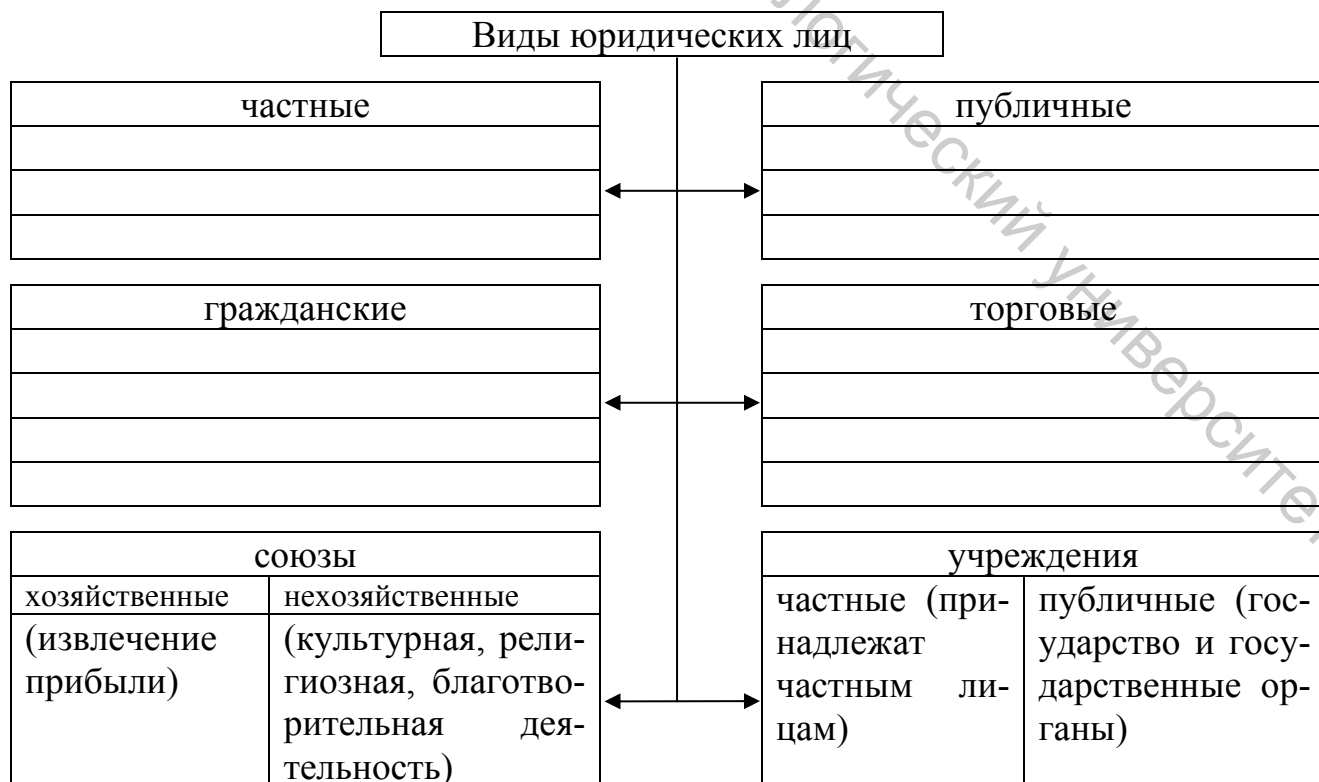 Виды юридических лиц
частные
публичные
гражданские
торговые
союзы
хозяйственные
нехозяйственные
(извлечение
прибыли)
(культурная, рели-
гиозная, благотво-
рительная дея-
тельность)
учреждения
частные (при-
надлежат
частным ли-
цам)
публичные (гос-
ударство и госу-
дарственные ор-
ганы)